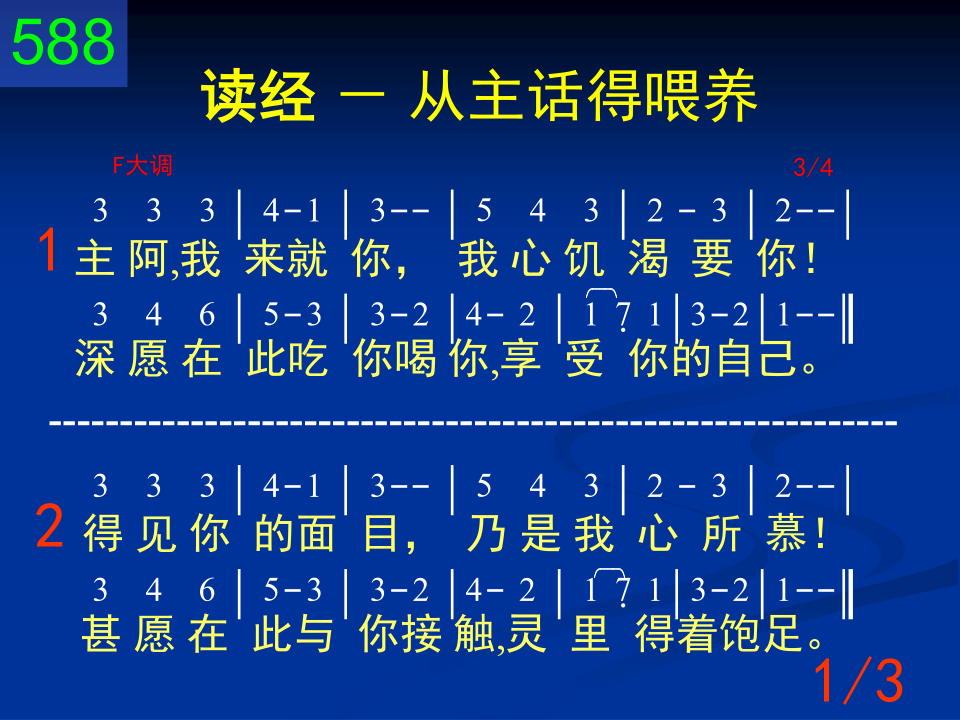 588
读经 － 从主话得喂养
F大调 3/4
3 3 3 | 4-1 | 3-- | 5 4 3 | 2 - 3 | 2-- |
1 主 阿,我 来就 你， 我 心 饥 渴 要 你！
3 4 6 | 5-3 | 3-2 | 4- 2 | 1 7̣ 1 | 3-2 | 1-- ‖
深 愿 在 此吃 你喝 你,享 受 你的自己。
------------------------------------------------------------
3 3 3 | 4-1 | 3-- | 5 4 3 | 2 - 3 | 2-- |
2 得 见 你 的面 目， 乃 是 我 心 所 慕！
3 4 6 | 5-3 | 3-2 | 4- 2 | 1 7̣ 1 | 3-2 | 1-- ‖
甚 愿 在 此与 你接 触,灵 里 得着饱足。
1/3